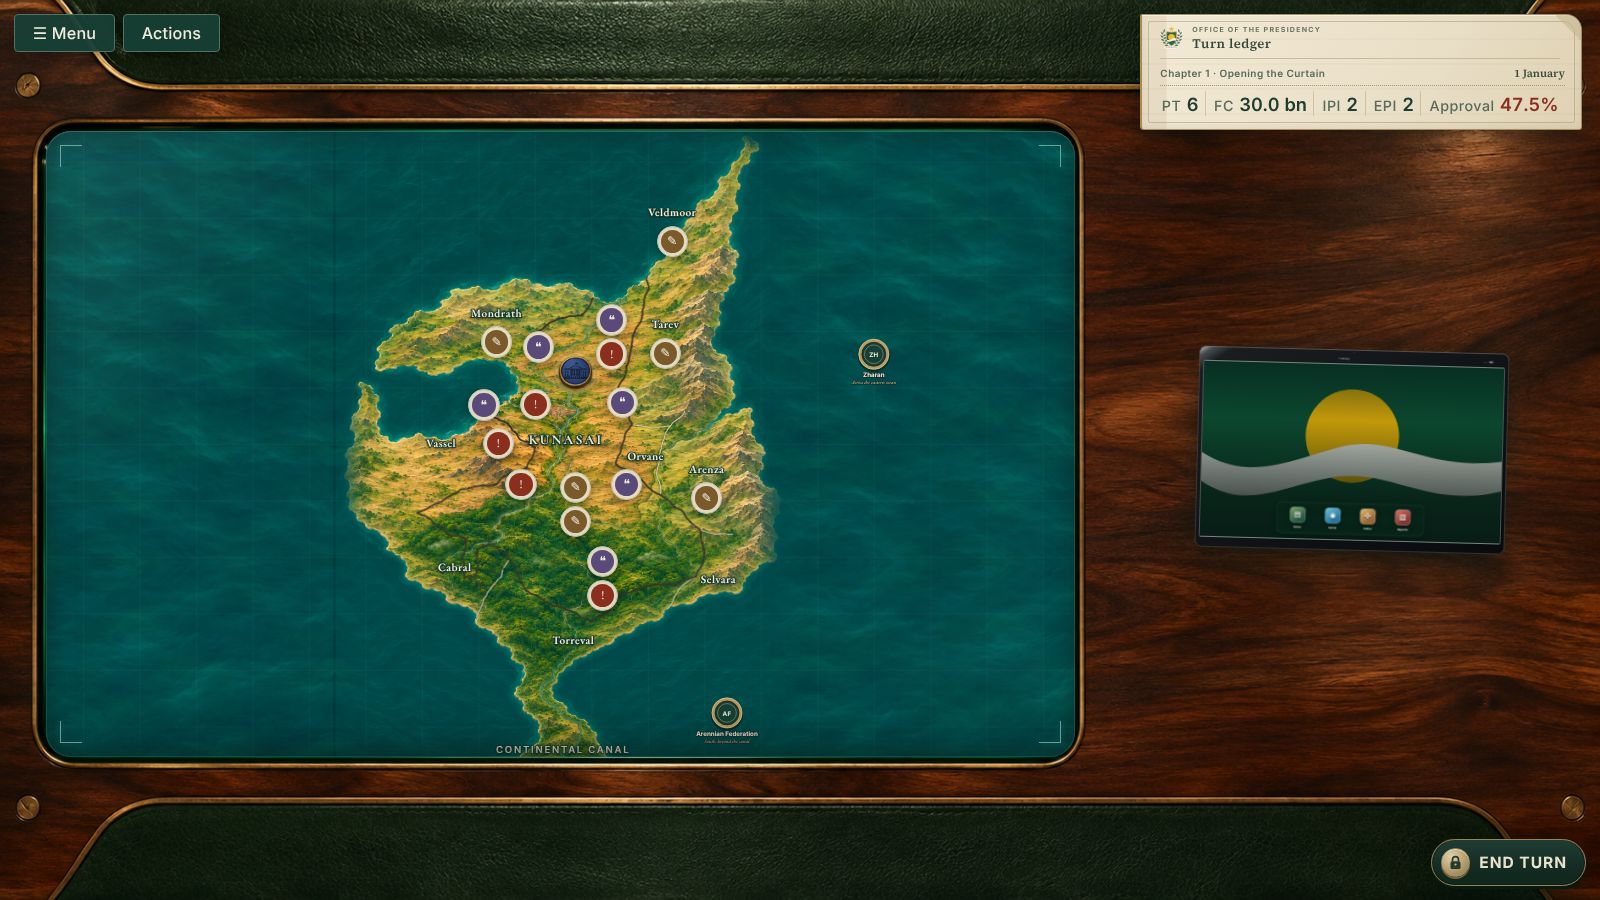 ☰ Menu
Actions
OFFICE OF THE PRESIDENCY
Turn ledger
Chapter 1 · Opening the Curtain
1 January
PT 6
FC 30.0 bn
IPI 2
EPI 2
Approval 47.5%
Veldmoor
Mondrath
Tarev
ZH
Zharan
Vassel
KUNASAI
Orvane
Arenza
Cabral
Selvara
Torreval
AF
Arennian Federation
CONTINENTAL CANAL
END TURN